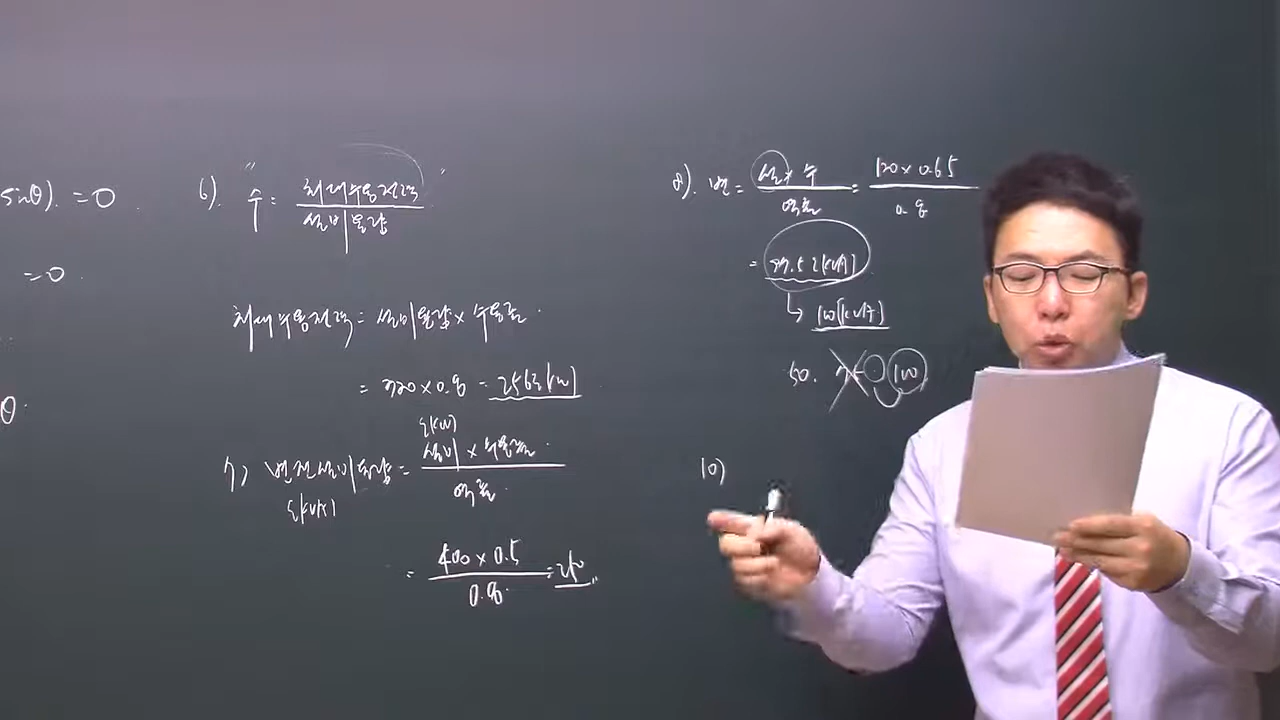 sinθ). =0
=0
θ
6). " 수 = 최대수용전력 / 설비용량 "
최대수용전력 = 설비용량 × 수용률.
= 320 × 0.8 = 256[kW]
7) 변전설비용량 = 설비 × 수용률 / 역률
[kW]
[kVA]
= 400 × 0.5 / 0.8 = 250
8). 변 = 설 × 수 / 역률 = 120 × 0.65 / 0.8
= 97.5[kVA]
↳ 100[kVA]
50. 75 100
10)